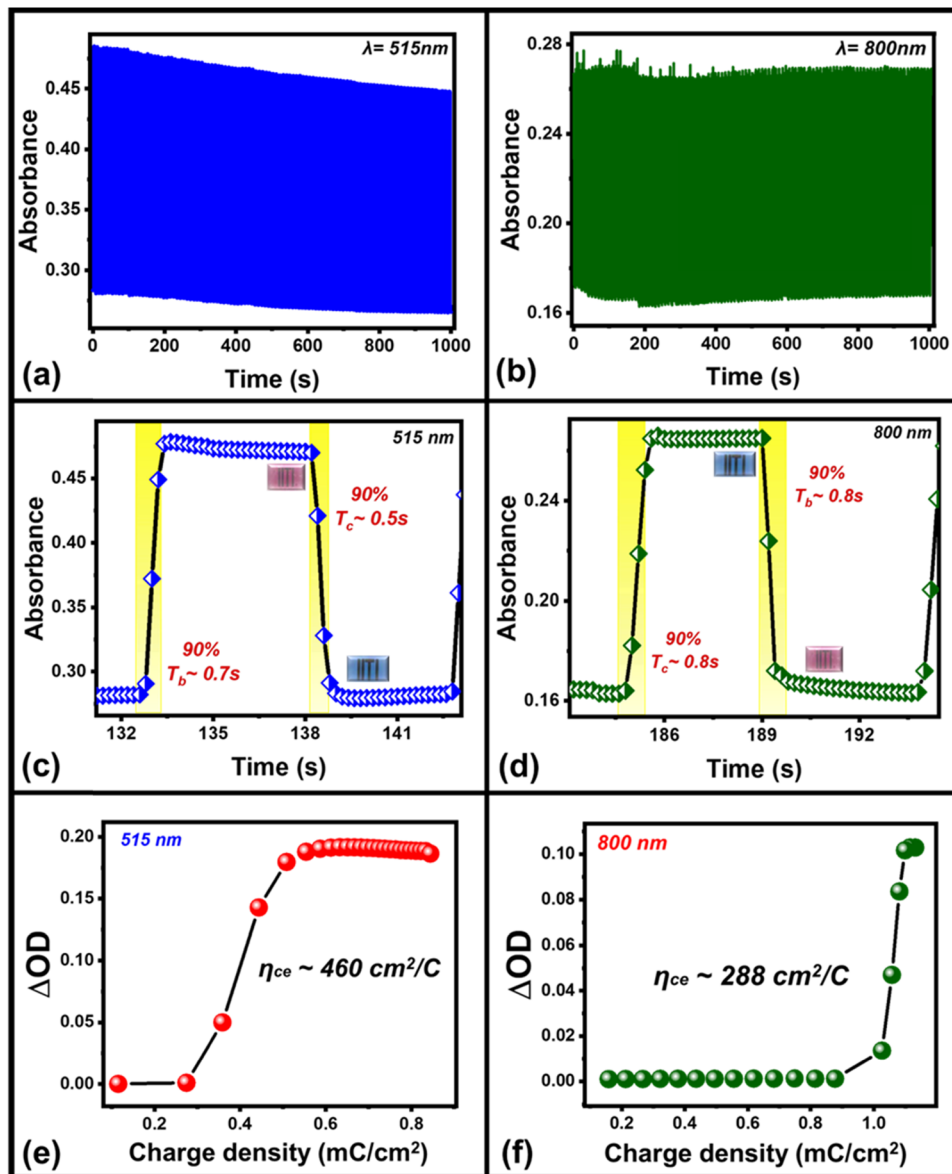 λ= 515nm
0.45
0.40
0.35
0.30
Absorbance
0 200 400 600 800 1000
Time (s)
(a)
λ= 800nm
0.28
0.24
0.20
0.16
Absorbance
0 200 400 600 800 1000
Time (s)
(b)
515 nm
0.45
0.40
0.35
0.30
Absorbance
90%
Tc~ 0.5s
IITI
90%
Tb~ 0.7s
IITI
132 135 138 141
Time (s)
(c)
800 nm
0.28
0.24
0.20
0.16
Absorbance
IITI
90%
Tb~ 0.8s
90%
Tc~ 0.8s
IITI
186 189 192
Time (s)
(d)
515 nm
0.20
0.15
0.10
0.05
0.00
ΔOD
ηce ~ 460 cm²/C
0.2 0.4 0.6 0.8
Charge density (mC/cm²)
(e)
800 nm
0.10
0.08
0.06
0.04
0.02
0.00
ΔOD
ηce ~ 288 cm²/C
0.2 0.4 0.6 0.8 1.0
Charge density (mC/cm²)
(f)